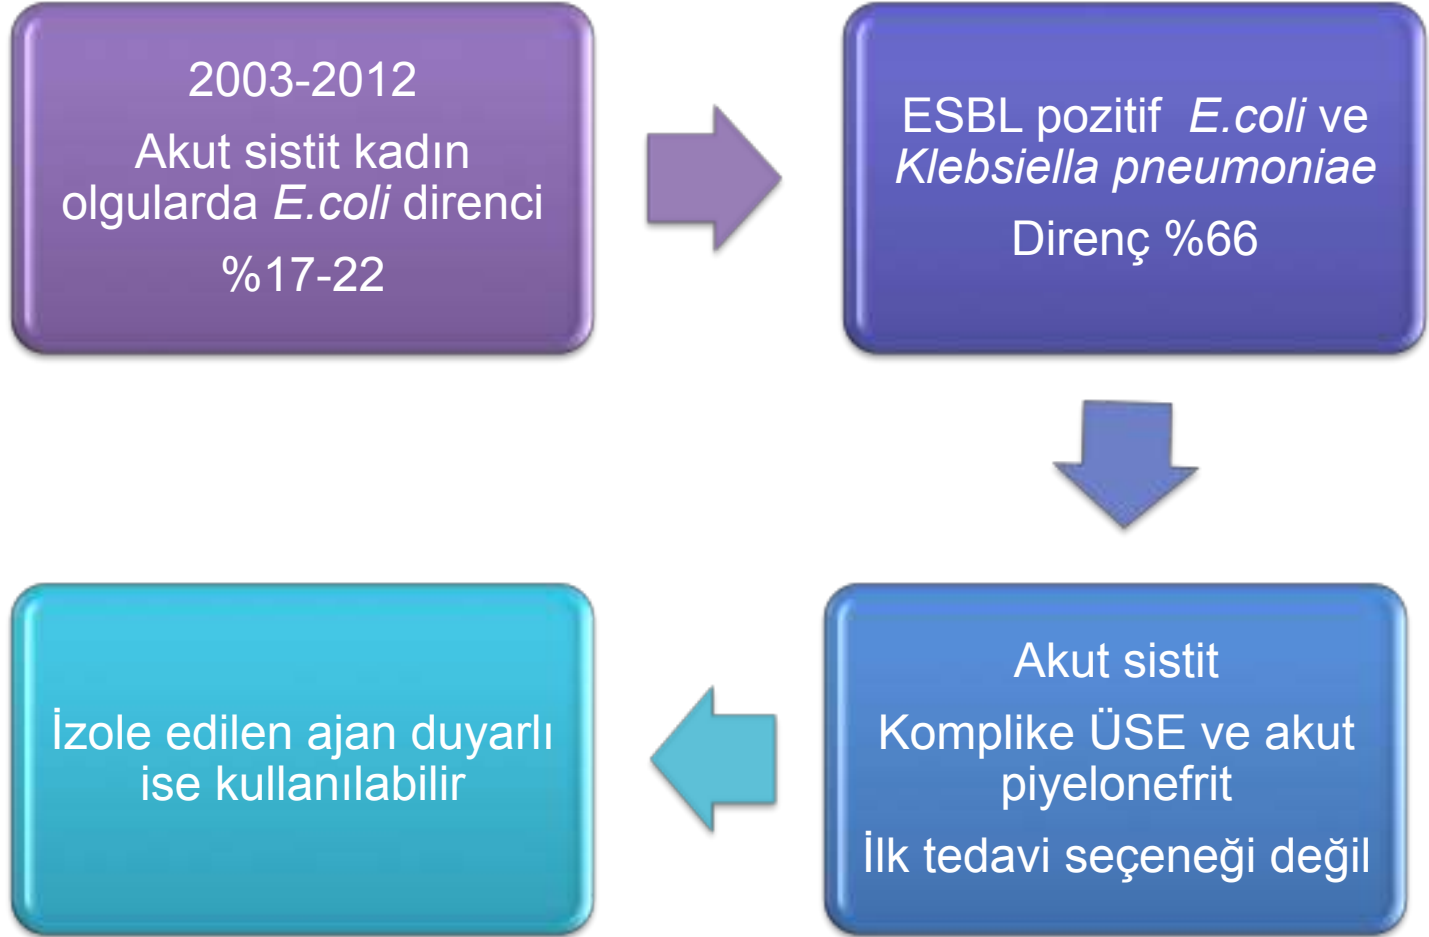 2003-2012
Akut sistit kadın
olgularda E.coli direnci
%17-22
ESBL pozitif E.coli ve
Klebsiella pneumoniae
Direnç %66
Akut sistit
Komplike ÜSE ve akut
piyelonefrit
İlk tedavi seçeneği değil
İzole edilen ajan duyarlı
ise kullanılabilir